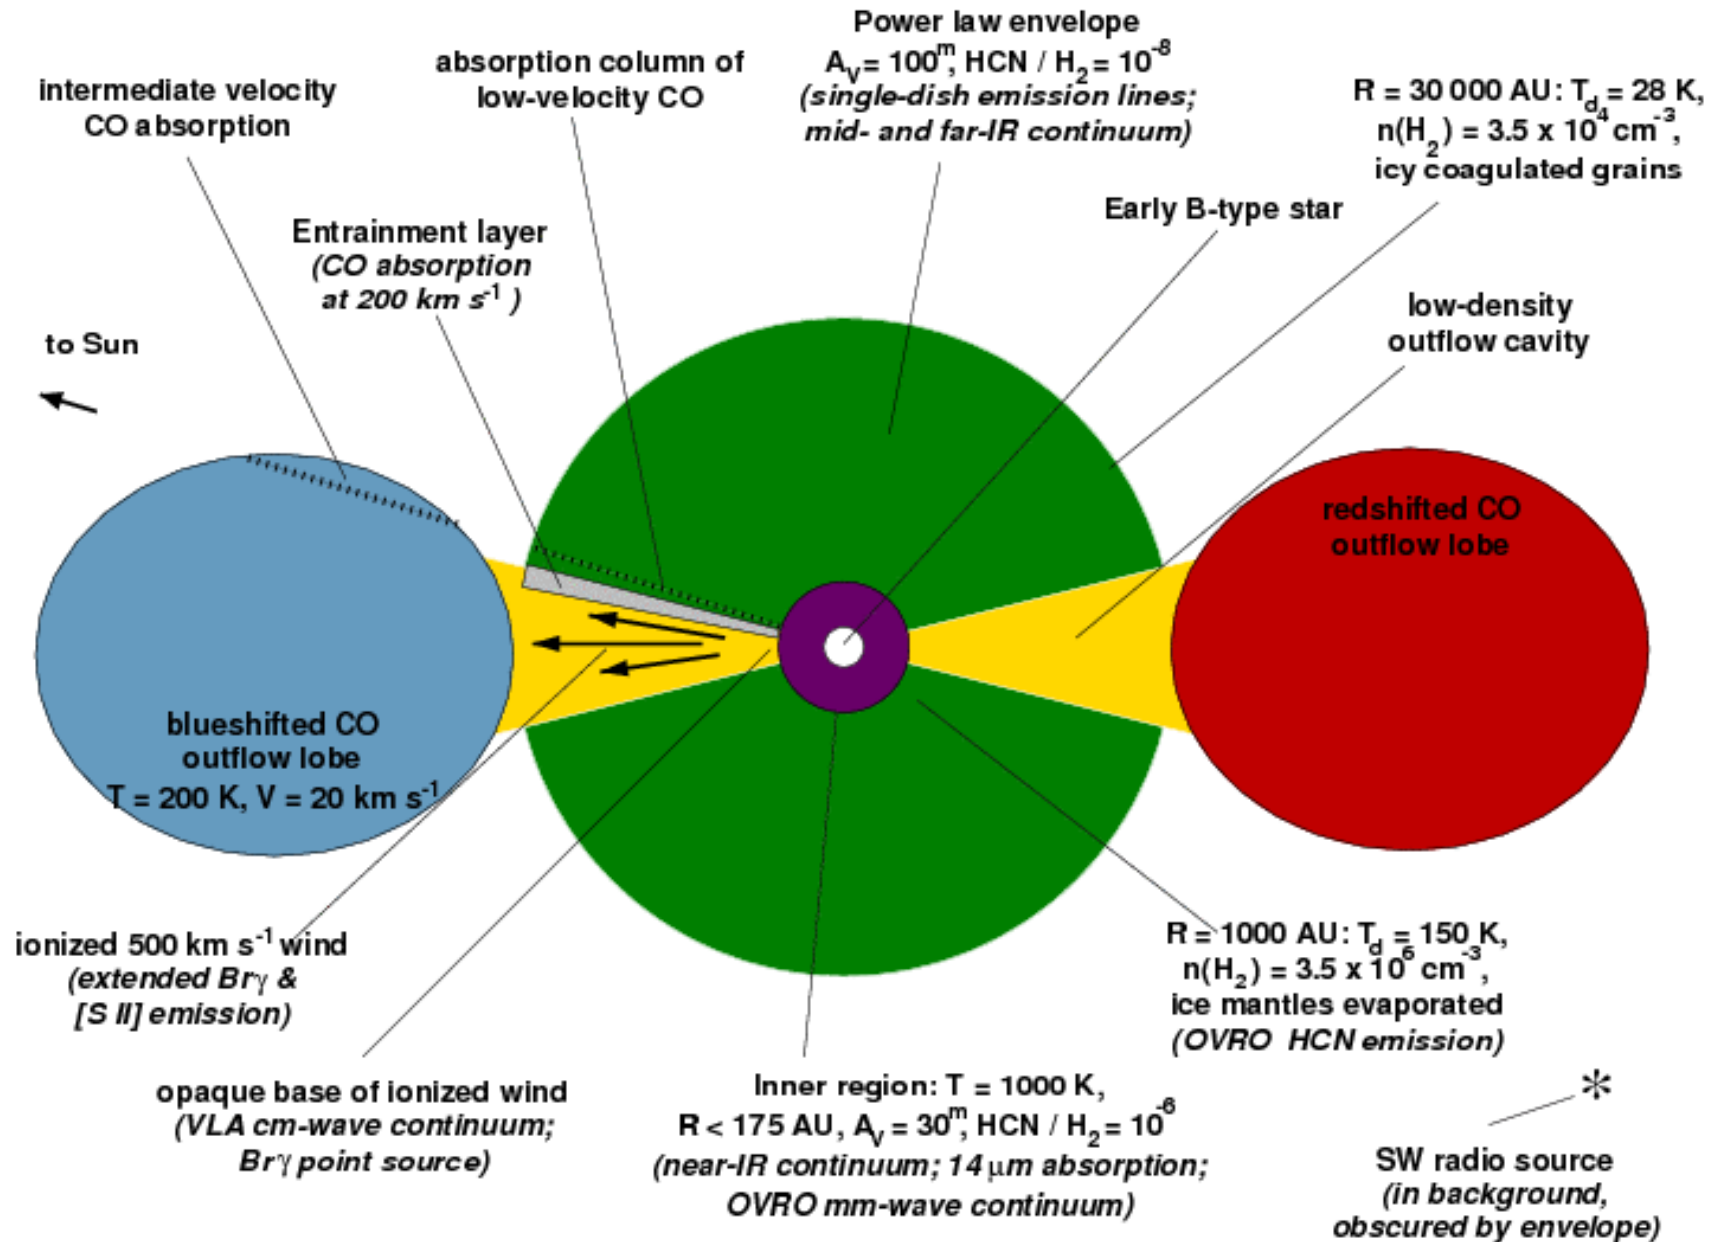 Power law envelope
A_V = 100^m, HCN / H_2 = 10^-8
(single-dish emission lines;
mid- and far-IR continuum)
absorption column of
low-velocity CO
intermediate velocity
CO absorption
R = 30 000 AU: T_d = 28 K,
n(H_2) = 3.5 x 10^4 cm^-3,
icy coagulated grains
Early B-type star
Entrainment layer
(CO absorption
at 200 km s^-1 )
low-density
outflow cavity
to Sun
redshifted CO
outflow lobe
blueshifted CO
outflow lobe
T = 200 K, V = 20 km s^-1
ionized 500 km s^-1 wind
(extended Brγ &
[S II] emission)
R = 1000 AU: T_d = 150 K,
n(H_2) = 3.5 x 10^6 cm^-3,
ice mantles evaporated
(OVRO HCN emission)
opaque base of ionized wind
(VLA cm-wave continuum;
Brγ point source)
Inner region: T = 1000 K,
R < 175 AU, A_V = 30^m, HCN / H_2 = 10^-6
(near-IR continuum; 14 μm absorption;
OVRO mm-wave continuum)
*
SW radio source
(in background,
obscured by envelope)